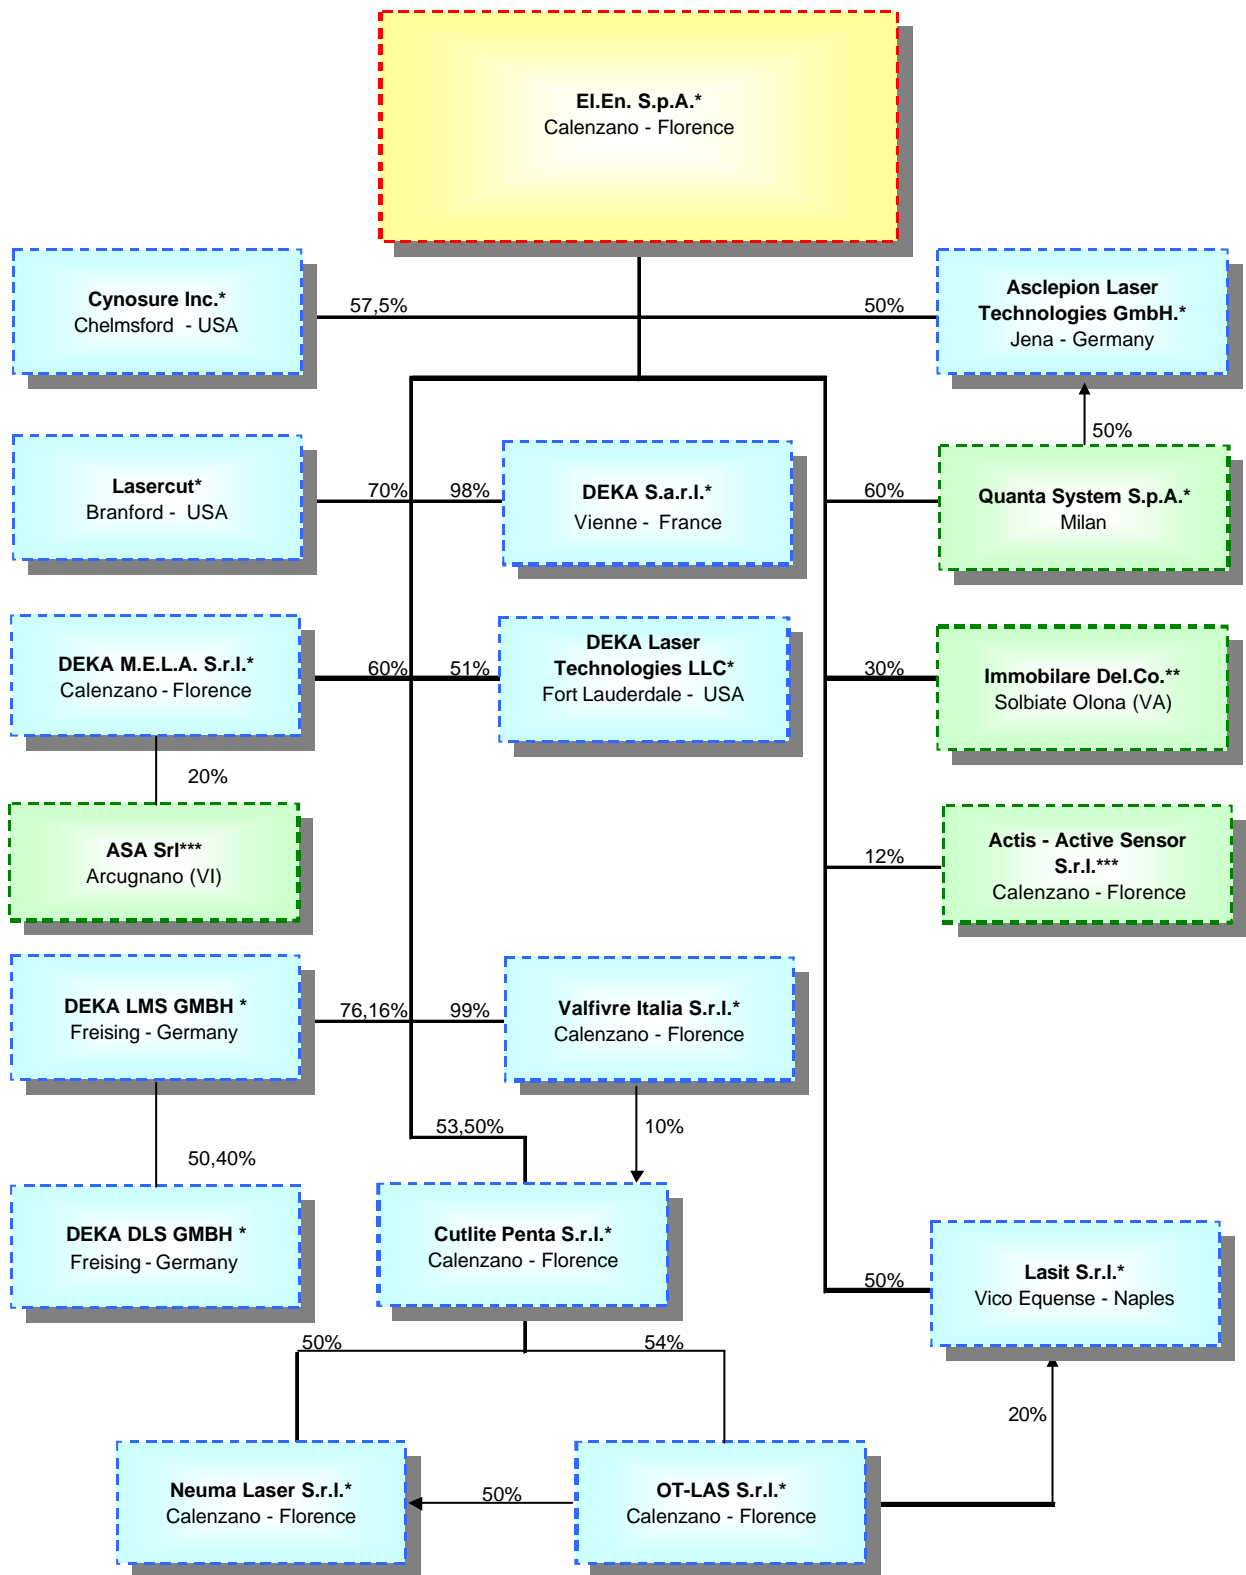 El.En. S.p.A.*
Calenzano - Florence
Cynosure Inc.*
Chelmsford - USA
57,5%
50%
Asclepion Laser
Technologies GmbH.*
Jena - Germany
50%
Lasercut*
Branford - USA
70%
98%
DEKA S.a.r.l.*
Vienne - France
60%
Quanta System S.p.A.*
Milan
DEKA M.E.L.A. S.r.l.*
Calenzano - Florence
60%
51%
DEKA Laser
Technologies LLC*
Fort Lauderdale - USA
30%
Immobilare Del.Co.**
Solbiate Olona (VA)
20%
ASA Srl***
Arcugnano (VI)
12%
Actis - Active Sensor
S.r.l.***
Calenzano - Florence
DEKA LMS GMBH *
Freising - Germany
76,16%
99%
Valfivre Italia S.r.l.*
Calenzano - Florence
53,50%
10%
50,40%
DEKA DLS GMBH *
Freising - Germany
Cutlite Penta S.r.l.*
Calenzano - Florence
50%
Lasit S.r.l.*
Vico Equense - Naples
50%
54%
20%
Neuma Laser S.r.l.*
Calenzano - Florence
50%
OT-LAS S.r.l.*
Calenzano - Florence